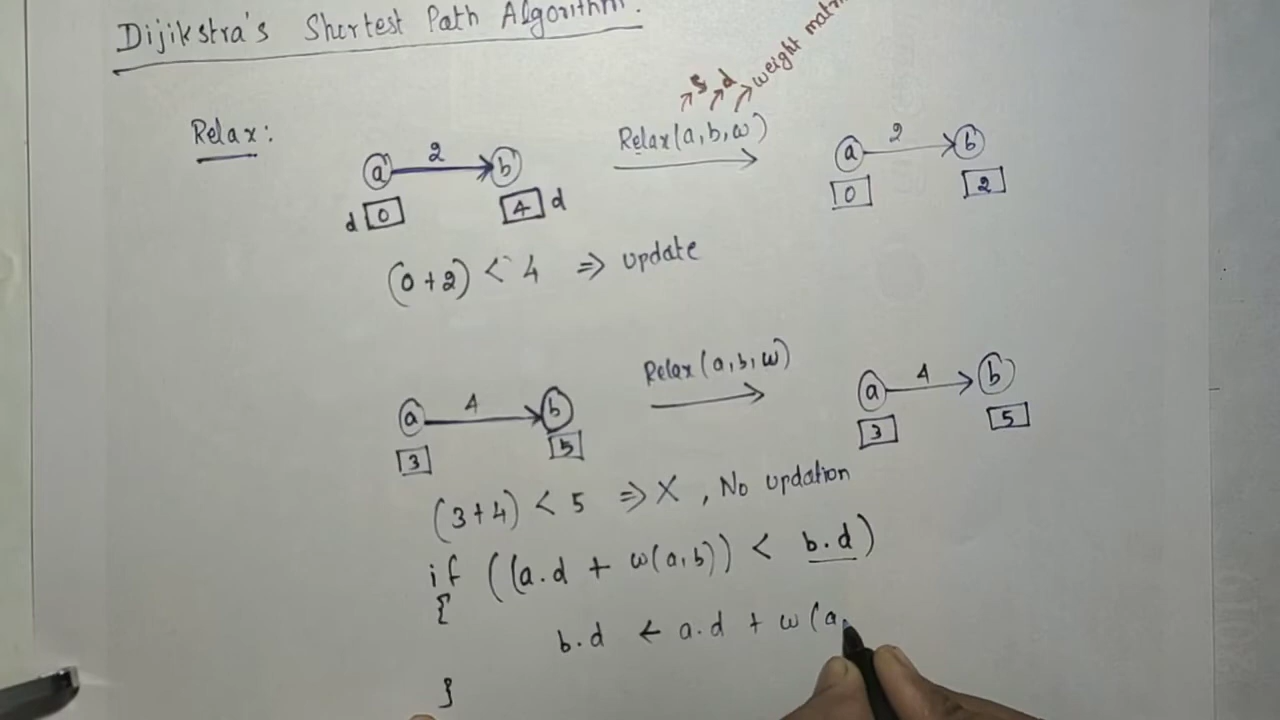 Dijikstra's Shortest Path Algorithm.
s d weight
Relax:
a 2 b
Relax(a,b,w)
a 2 b
d 0
4 d
0
2
(0+2) < 4 ⇒ update
a 4 b
Relax(a,b,w)
a 4 b
3
5
3
5
(3+4) < 5 ⇒ X, No updation
if ((a.d + w(a,b)) < b.d)
{
b.d ← a.d + w(a,
}